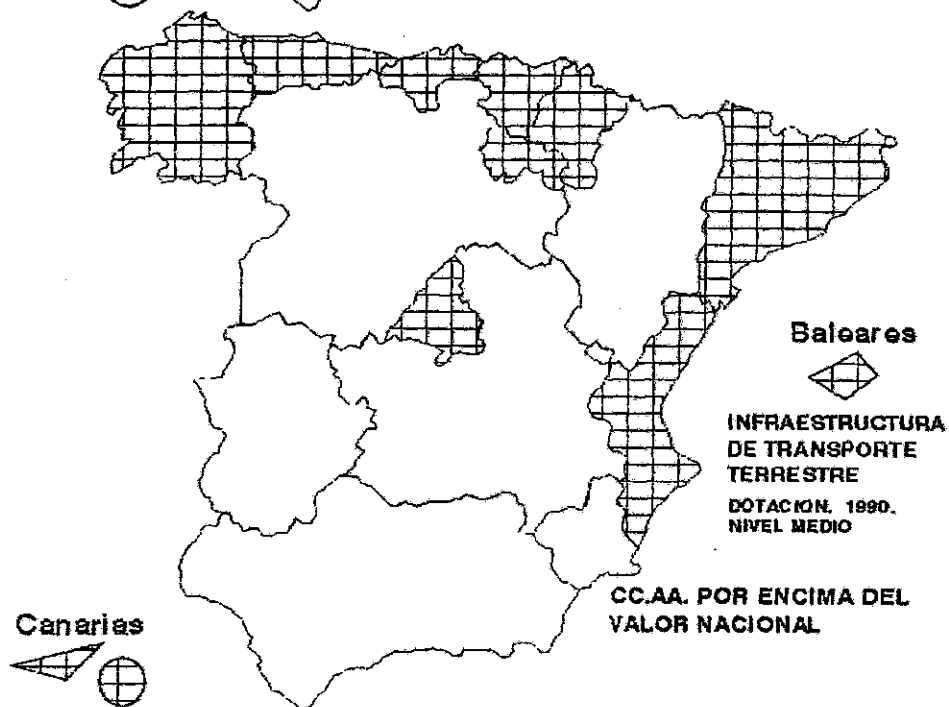 Baleares
INFRAESTRUCTURA
DE TRANSPORTE
TERRESTRE
DOTACION. 1990.
NIVEL MEDIO
CC.AA. POR ENCIMA DEL
VALOR NACIONAL
Canarias